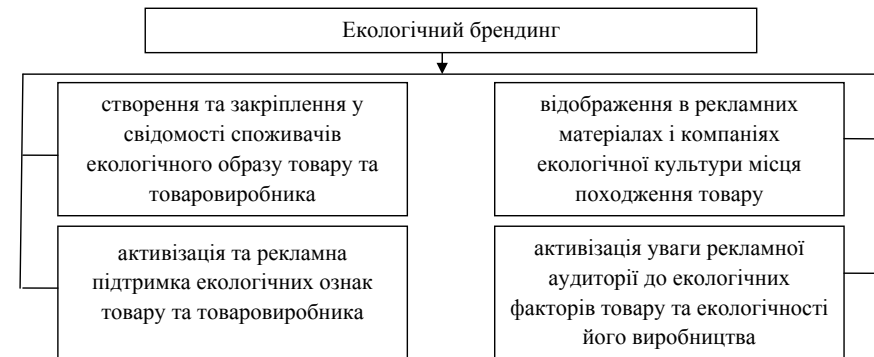 Екологічний брендинг
створення та закріплення у
свідомості споживачів
екологічного образу товару та
товаровиробника
відображення в рекламних
матеріалах і компаніях
екологічної культури місця
походження товару
активізація та рекламна
підтримка екологічних ознак
товару та товаровиробника
активізація уваги рекламної
аудиторії до екологічних
факторів товару та екологічності
його виробництва